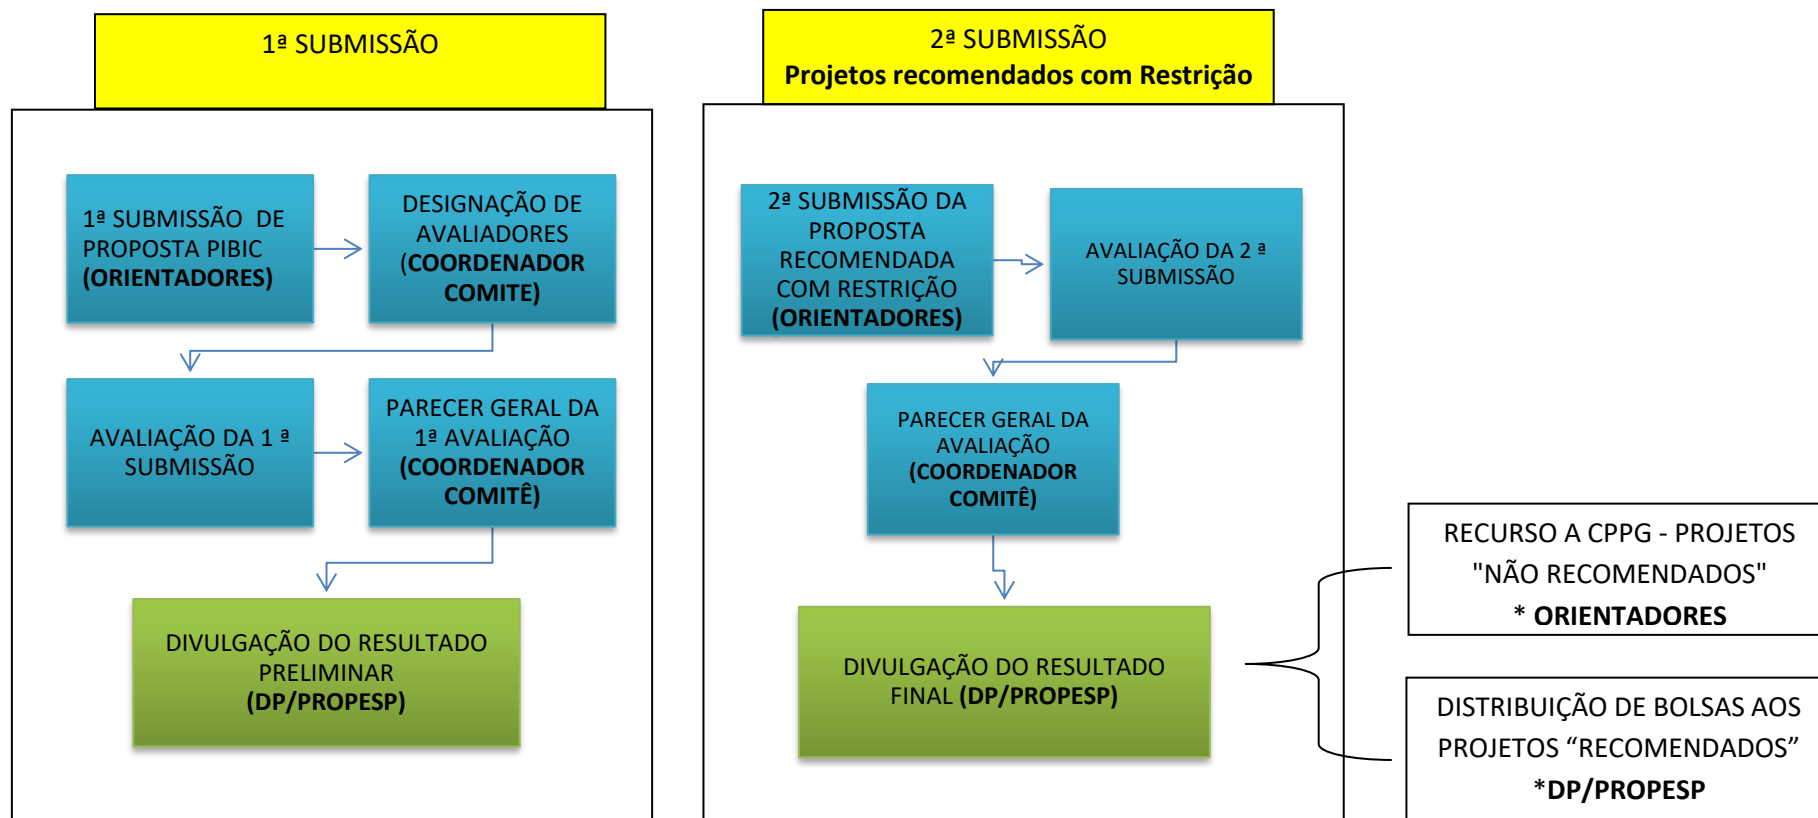 1ª SUBMISSÃO
1ª SUBMISSÃO DE
PROPOSTA PIBIC
(ORIENTADORES)
DESIGNAÇÃO DE
AVALIADORES
(COORDENADOR
COMITE)
AVALIAÇÃO DA 1 ª
SUBMISSÃO
PARECER GERAL DA
1ª AVALIAÇÃO
(COORDENADOR
COMITÊ)
DIVULGAÇÃO DO RESULTADO
PRELIMINAR
(DP/PROPESP)
2ª SUBMISSÃO
Projetos recomendados com Restrição
2ª SUBMISSÃO DA
PROPOSTA
RECOMENDADA
COM RESTRIÇÃO
(ORIENTADORES)
AVALIAÇÃO DA 2 ª
SUBMISSÃO
PARECER GERAL DA
AVALIAÇÃO
(COORDENADOR
COMITÊ)
DIVULGAÇÃO DO RESULTADO
FINAL (DP/PROPESP)
RECURSO A CPPG - PROJETOS
"NÃO RECOMENDADOS"
* ORIENTADORES
DISTRIBUIÇÃO DE BOLSAS AOS
PROJETOS “RECOMENDADOS”
*DP/PROPESP